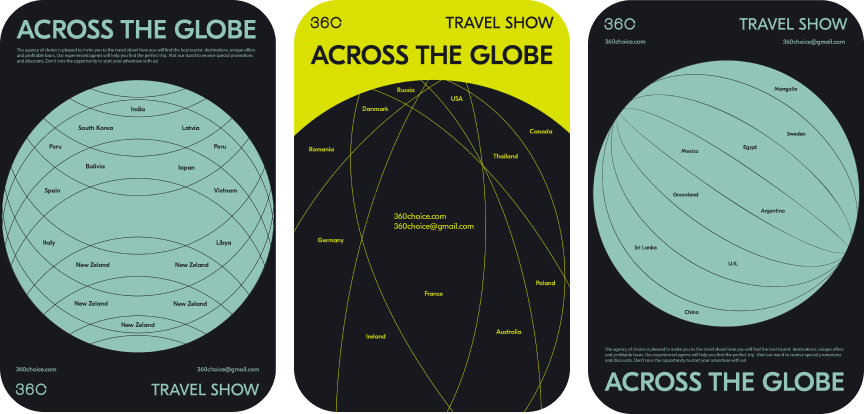 ACROSS THE GLOBE
The agency of choice is pleased to invite you to the travel show! Here you will find the best tourist destinations, unique offers
and profitable tours. Our experienced agents will help you find the perfect trip. Visit our stand to receive special promotions
and discounts. Don't miss the opportunity to start your adventure with us!
India
South Korea
Latvia
Peru
Peru
Bolivia
Japan
Spain
Vietnam
Italy
Libya
New Zeland
New Zeland
New Zeland
New Zeland
New Zeland
360choice.com
360choice@gmail.com
360
TRAVEL SHOW
360
TRAVEL SHOW
ACROSS THE GLOBE
Russia
USA
Danmark
Canada
Romania
Thailand
360choice.com
360choice@gmail.com
Germany
Poland
France
Ireland
Australia
360
TRAVEL SHOW
360choice.com
360choice@gmail.com
Mongolia
Sweden
Mexico
Egypt
Greenland
Argentina
Sri Lanka
U.K.
China
The agency of choice is pleased to invite you to the travel show! Here you will find the best tourist destinations, unique offers
and profitable tours. Our experienced agents will help you find the perfect trip. Visit our stand to receive special promotions
and discounts. Don't miss the opportunity to start your adventure with us!
ACROSS THE GLOBE